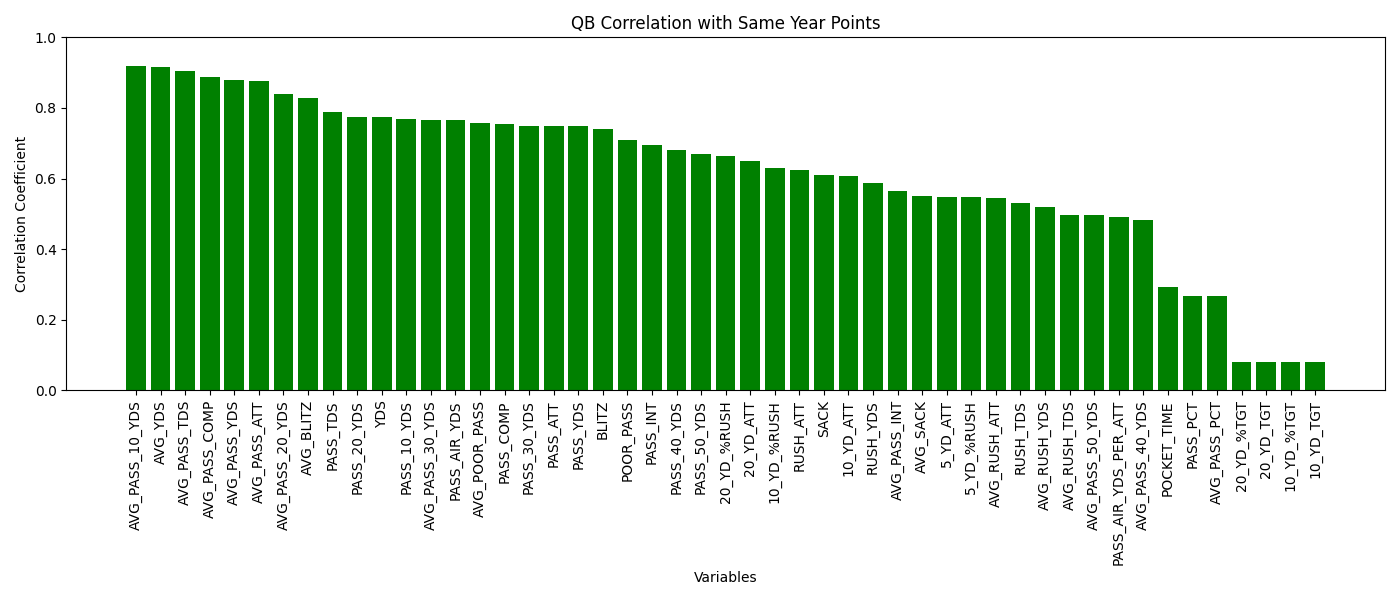 QB Correlation with Same Year Points
Correlation Coefficient
1.0
0.8
0.6
0.4
0.2
0.0
AVG_PASS_10_YDS
AVG_YDS
AVG_PASS_TDS
AVG_PASS_COMP
AVG_PASS_YDS
AVG_PASS_ATT
AVG_PASS_20_YDS
AVG_BLITZ
PASS_TDS
PASS_20_YDS
YDS
PASS_10_YDS
AVG_PASS_30_YDS
PASS_AIR_YDS
AVG_POOR_PASS
PASS_COMP
PASS_30_YDS
PASS_ATT
PASS_YDS
BLITZ
POOR_PASS
PASS_INT
PASS_40_YDS
PASS_50_YDS
20_YD_%RUSH
20_YD_ATT
10_YD_%RUSH
RUSH_ATT
SACK
10_YD_ATT
RUSH_YDS
AVG_PASS_INT
AVG_SACK
5_YD_ATT
5_YD_%RUSH
AVG_RUSH_ATT
RUSH_TDS
AVG_RUSH_YDS
AVG_RUSH_TDS
AVG_PASS_50_YDS
PASS_AIR_YDS_PER_ATT
AVG_PASS_40_YDS
POCKET_TIME
PASS_PCT
AVG_PASS_PCT
20_YD_%TGT
20_YD_TGT
10_YD_%TGT
10_YD_TGT
Variables